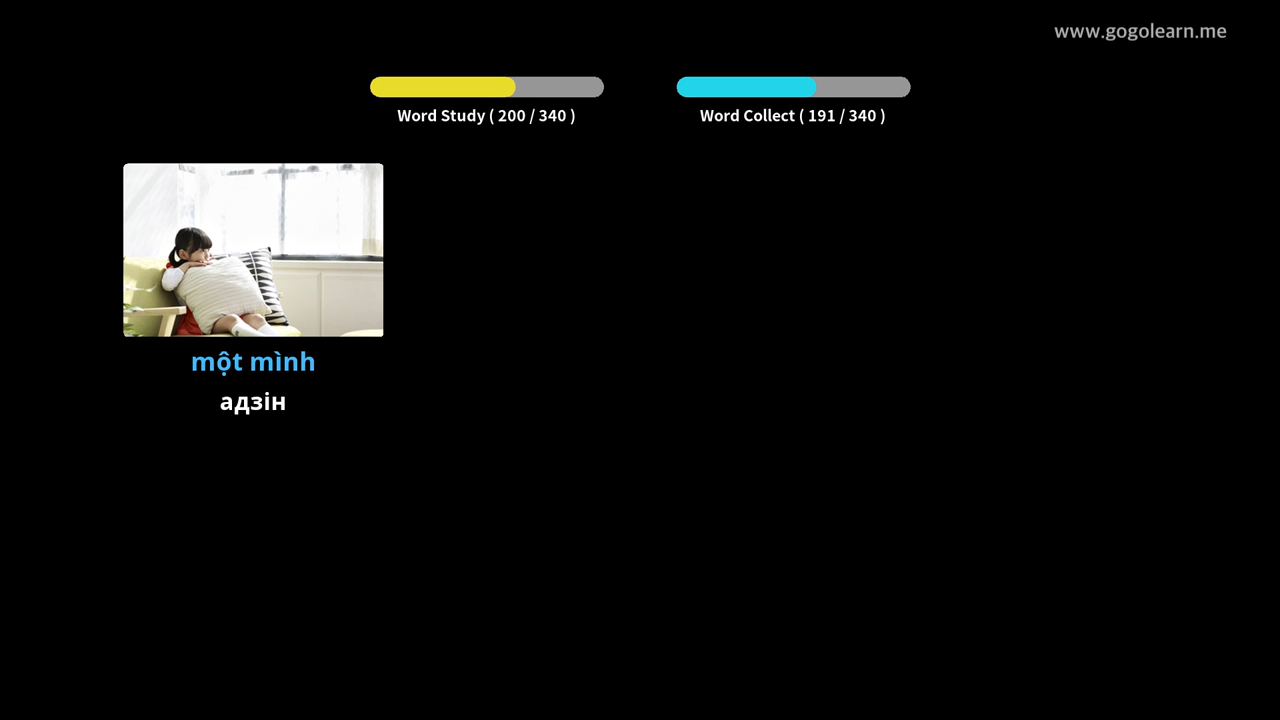 www.gogolearn.me
Word Study ( 200 / 340 )
Word Collect ( 191 / 340 )
một mình
адзін